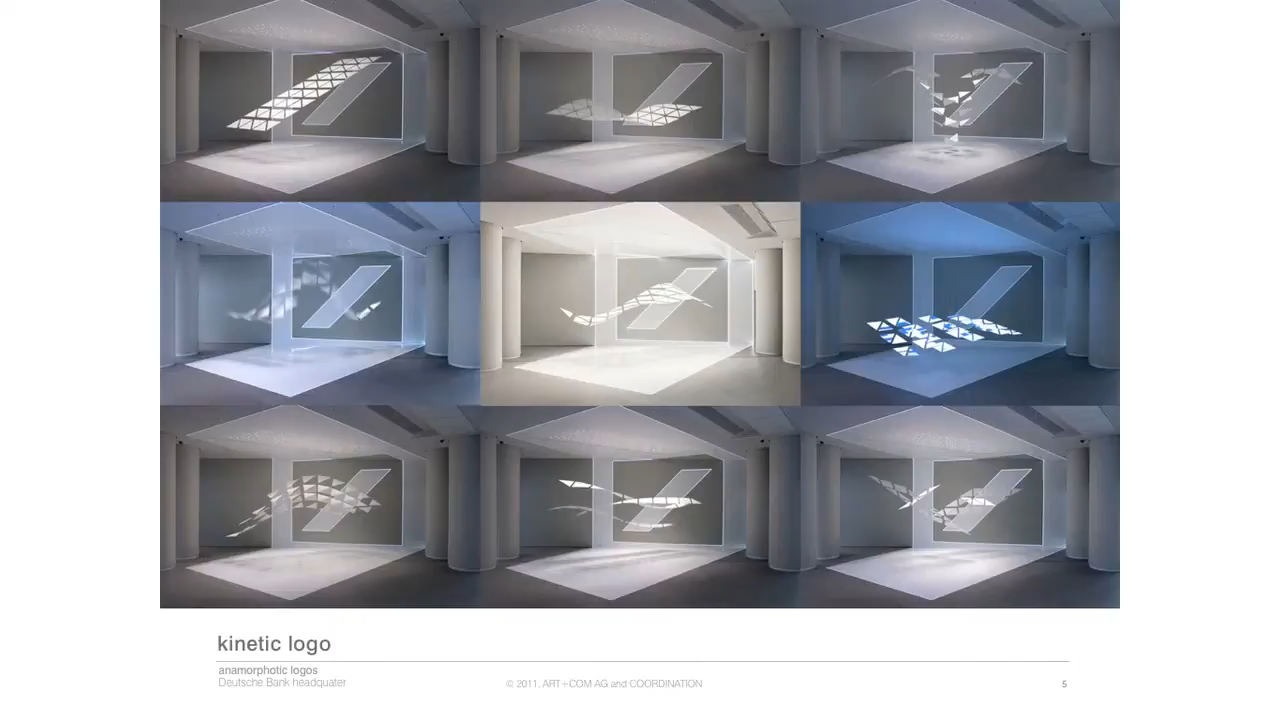 kinetic logo
anamorphotic logos
Deutsche Bank headquater
© 2011. ART+COM AG and COORDINATION
5